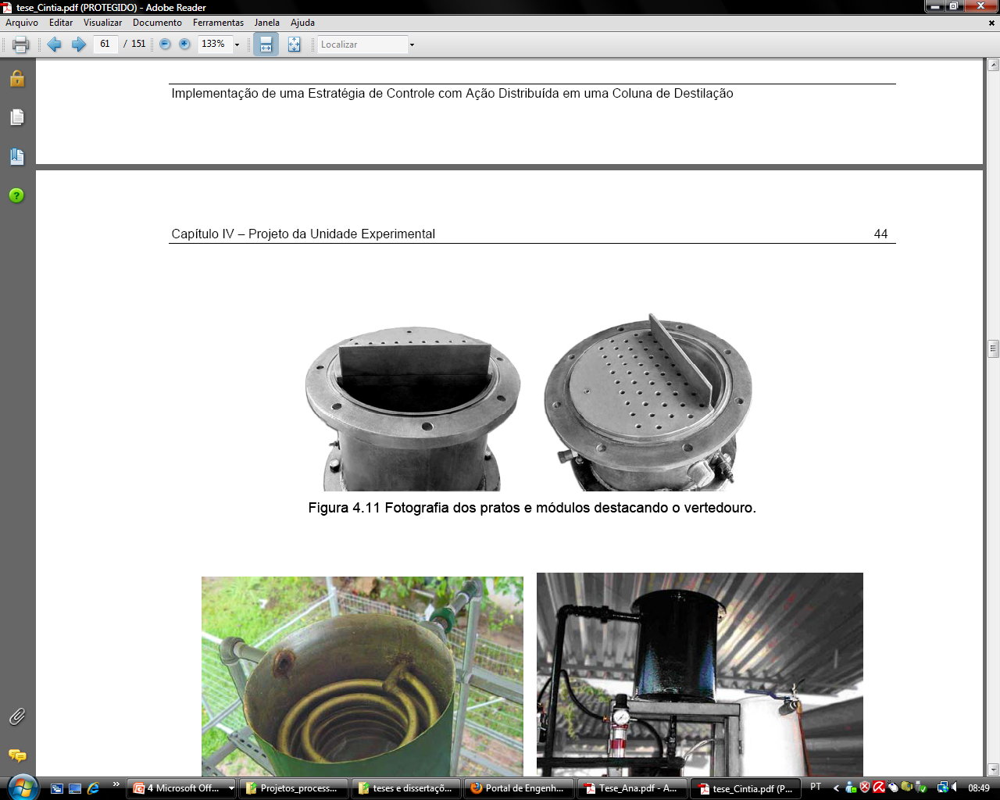 tese_Cintia.pdf (PROTEGIDO) - Adobe Reader
Arquivo Editar Visualizar Documento Ferramentas Janela Ajuda
61 / 151 133% Localizar
Implementação de uma Estratégia de Controle com Ação Distribuída em uma Coluna de Destilação
Capítulo IV – Projeto da Unidade Experimental 44
Figura 4.11 Fotografia dos pratos e módulos destacando o vertedouro.
4 Microsoft Off... Projetos_process... teses e dissertaçõ... Portal de Engenh... Tese_Ana.pdf - A... tese_Cintia.pdf (P... PT 08:49